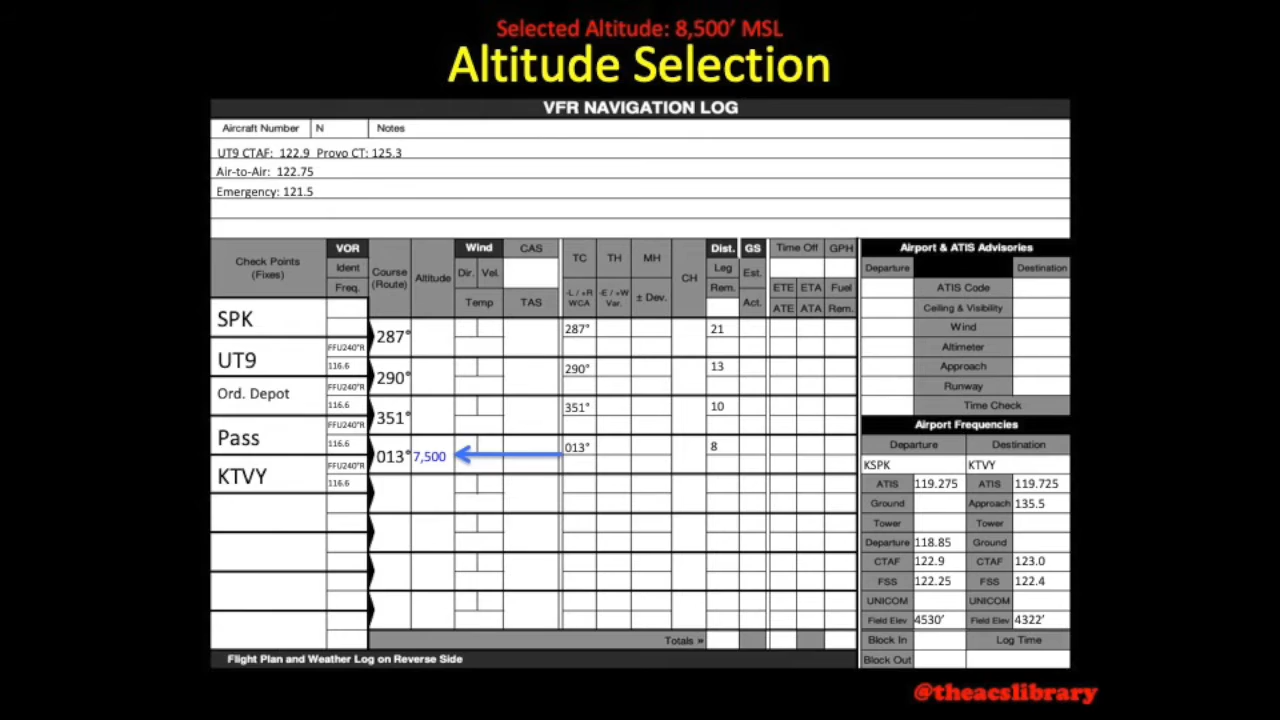 Selected Altitude: 8,500’ MSL
Altitude Selection
VFR NAVIGATION LOG
Aircraft Number N Notes
UT9 CTAF: 122.9 Provo CT: 125.3
Air-to-Air: 122.75
Emergency: 121.5
Check Points
(Fixes)
VOR
Ident
Freq.
Course
(Route)
Altitude
Wind
Dir. Vel.
Temp
CAS
TAS
TC
-L / +R
WCA
TH
-E / +W
Var.
MH
± Dev.
CH
Dist.
Leg
Rem.
GS
Est.
Act.
Time Off GPH
ETE ETA Fuel
ATE ATA Rem.
SPK
287° 287° 21
UT9
FFU240°R
116.6
290° 290° 13
Ord. Depot
FFU240°R
116.6
351° 351° 10
Pass
FFU240°R
116.6
013° 7,500 013° 8
KTVY
FFU240°R
116.6
Totals »
Flight Plan and Weather Log on Reverse Side
Airport & ATIS Advisories
Departure Destination
ATIS Code
Ceiling & Visibility
Wind
Altimeter
Approach
Runway
Time Check
Airport Frequencies
Departure Destination
KSPK KTVY
ATIS 119.275 ATIS 119.725
Ground Approach 135.5
Tower Tower
Departure 118.85 Ground
CTAF 122.9 CTAF 123.0
FSS 122.25 FSS 122.4
UNICOM UNICOM
Field Elev 4530’ Field Elev 4322’
Block In Log Time
Block Out
@theacslibrary